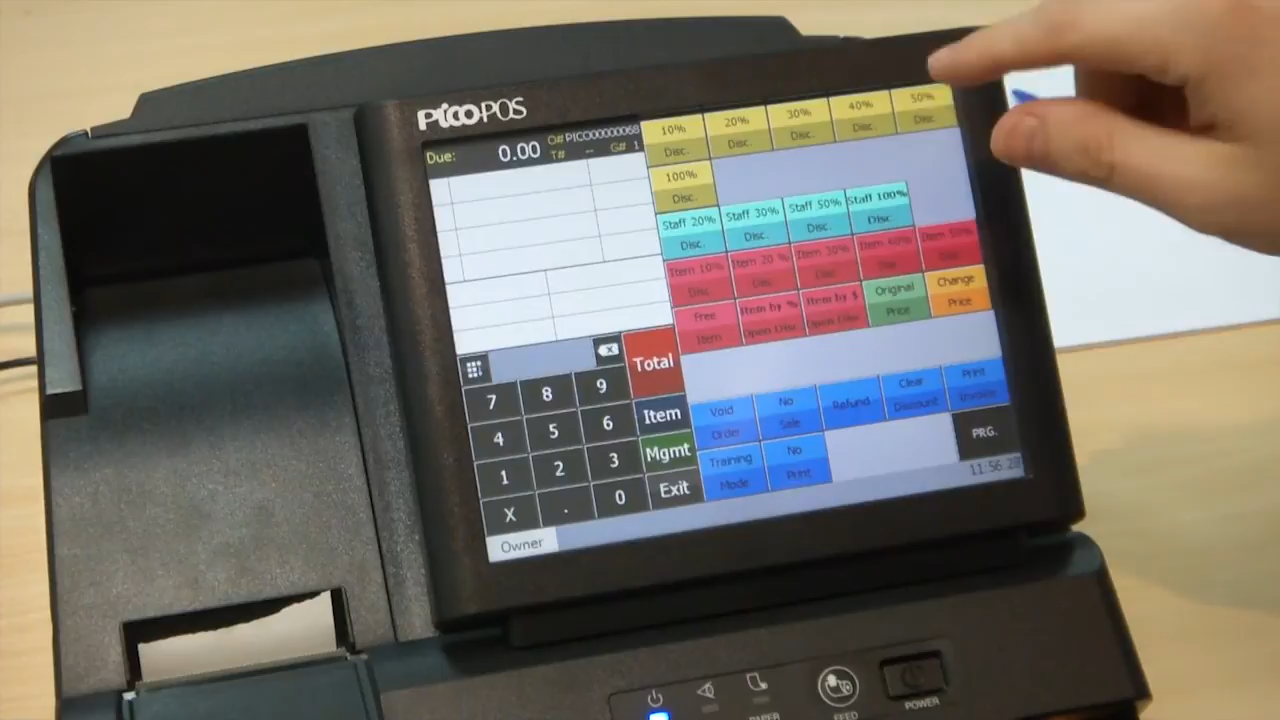 PICOPOS
Due: 0.00 O# PICO00000068
T# -- G# 1
10% Disc.
20% Disc.
30% Disc.
40% Disc.
50% Disc.
100% Disc.
Staff 20% Disc.
Staff 30% Disc.
Staff 50% Disc.
Staff 100% Disc.
Item 10% Disc.
Item 20 % Disc.
Item 30% Disc.
Item 40% Disc.
Item 50% Disc.
Free Item
Item by % Open Disc.
Item by $ Open Disc.
Original Price
Change Price
Total
7 8 9
4 5 6 Item
1 2 3 Mgmt
X . 0 Exit
Void Order
No Sale
Refund
Clear Discount
Print Invoice
Training Mode
No Print
PRG.
11:56:28
Owner
PAPER
FEED
POWER